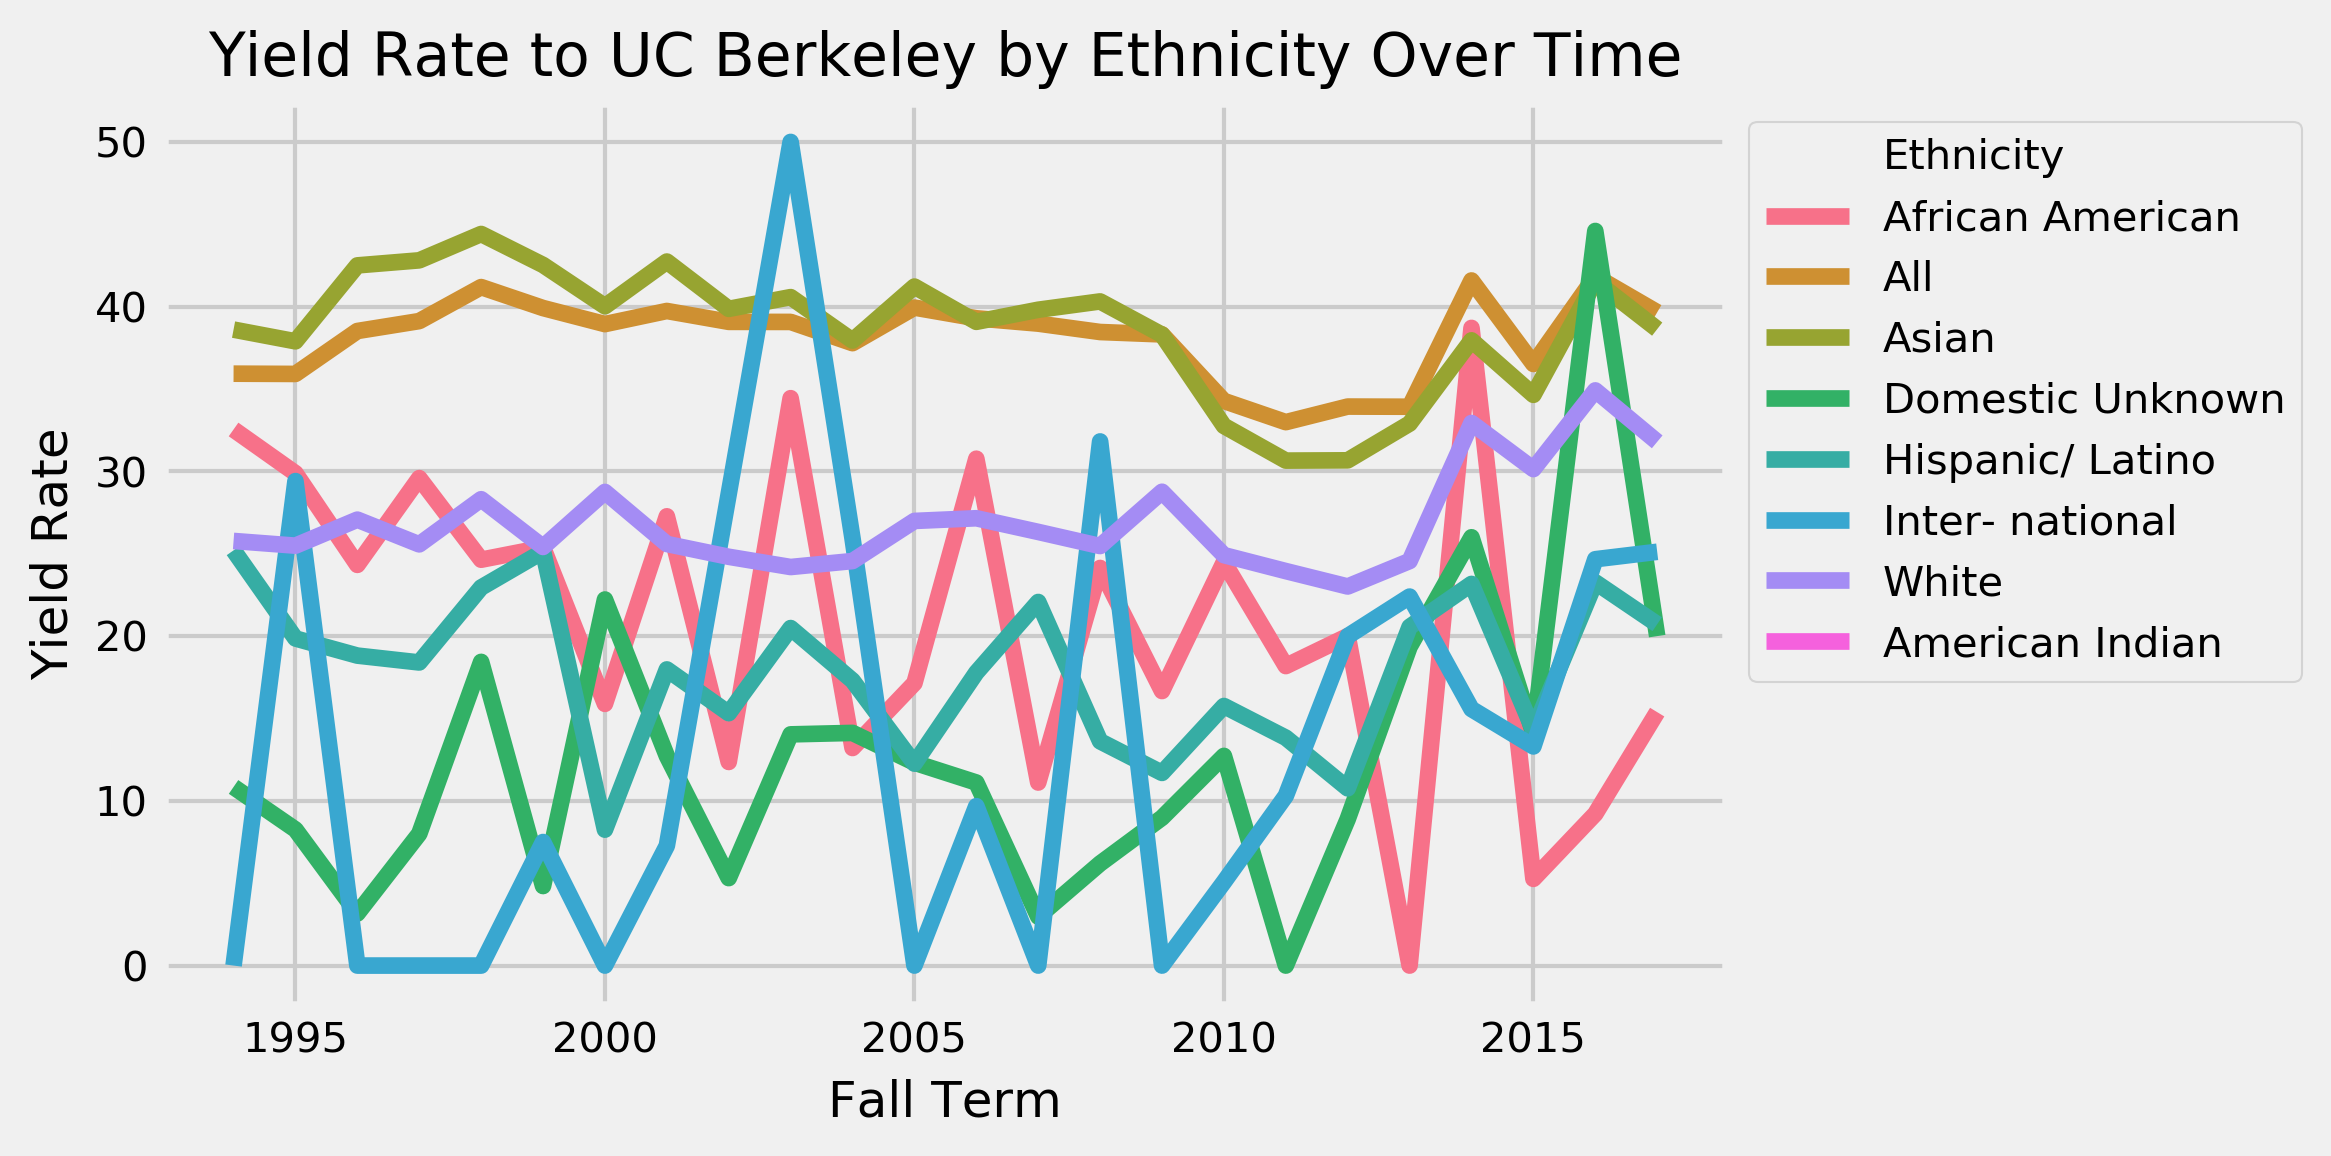 Yield Rate to UC Berkeley by Ethnicity Over Time
Yield Rate
50
40
30
20
10
0
1995 2000 2005 2010 2015
Fall Term
Ethnicity
African American
All
Asian
Domestic Unknown
Hispanic/ Latino
Inter- national
White
American Indian